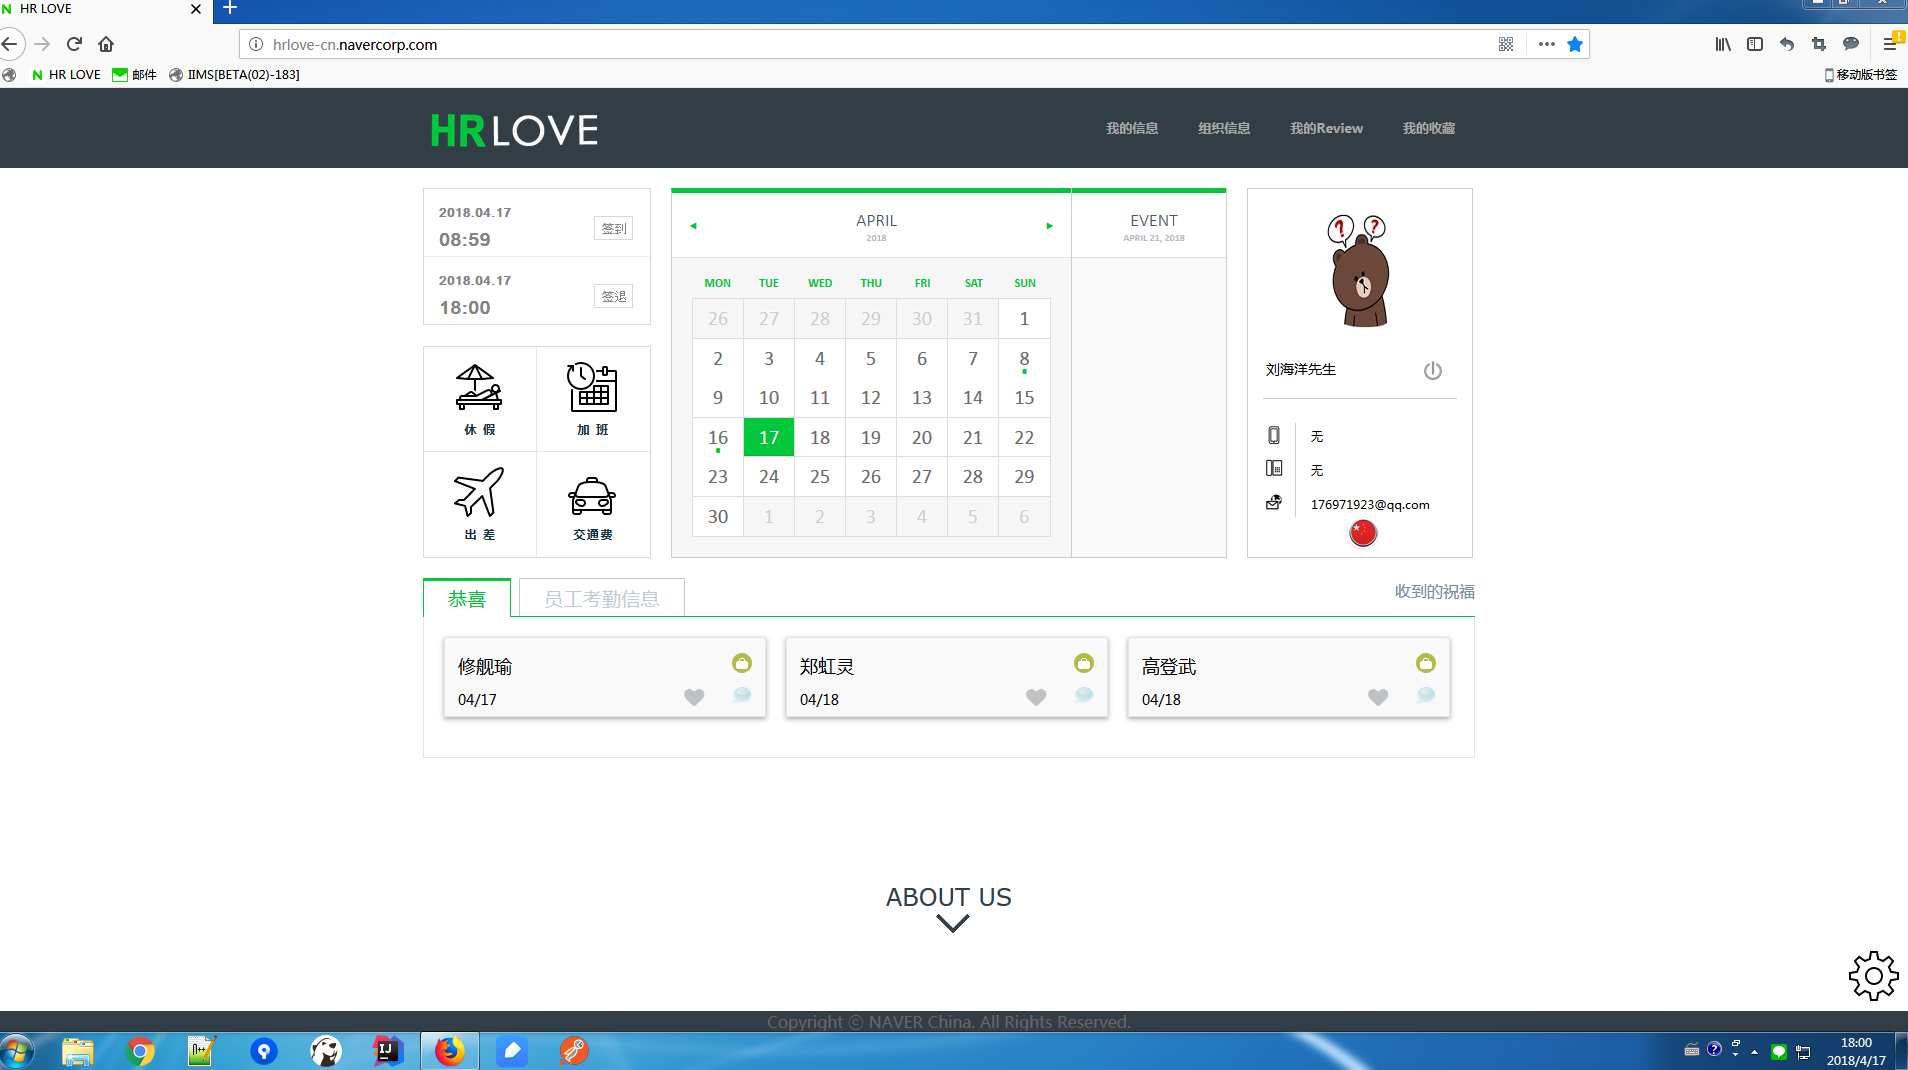 HR LOVE
hrlove-cn.navercorp.com
HR LOVE 邮件 IIMS[BETA(02)-183] 移动版书签
HR LOVE 我的信息 组织信息 我的Review 我的收藏
2018.04.17
08:59 签到
2018.04.17
18:00 签退
休 假 加 班
出 差 交通费
APRIL
2018
EVENT
APRIL 21, 2018
MON TUE WED THU FRI SAT SUN
26 27 28 29 30 31 1
2 3 4 5 6 7 8
9 10 11 12 13 14 15
16 17 18 19 20 21 22
23 24 25 26 27 28 29
30 1 2 3 4 5 6
? ?
刘海洋先生
无
无
176971923@qq.com
恭喜 员工考勤信息 收到的祝福
修舰瑜
04/17
郑虹灵
04/18
高登武
04/18
ABOUT US
Copyright ⓒ NAVER China. All Rights Reserved.
18:00
2018/4/17